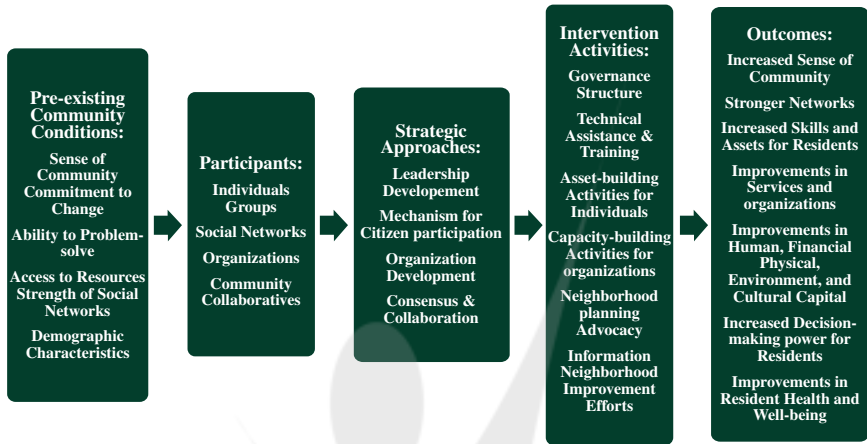 Pre-existing
Community
Conditions:
Sense of
Community
Commitment to
Change
Ability to Problem-
solve
Access to Resources
Strength of Social
Networks
Demographic
Characteristics
Participants:
Individuals
Groups
Social Networks
Organizations
Community
Collaboratives
Strategic
Approaches:
Leadership
Developement
Mechanism for
Citizen participation
Organization
Development
Consensus &
Collaboration
Intervention
Activities:
Governance
Structure
Technical
Assistance &
Training
Asset-building
Activities for
Individuals
Capacity-building
Activities for
organizations
Neighborhood
planning
Advocacy
Information
Neighborhood
Improvement
Efforts
Outcomes:
Increased Sense of
Community
Stronger Networks
Increased Skills and
Assets for Residents
Improvements in
Services and
organizations
Improvements in
Human, Financial
Physical,
Environment, and
Cultural Capital
Increased Decision-
making power for
Residents
Improvements in
Resident Health and
Well-being